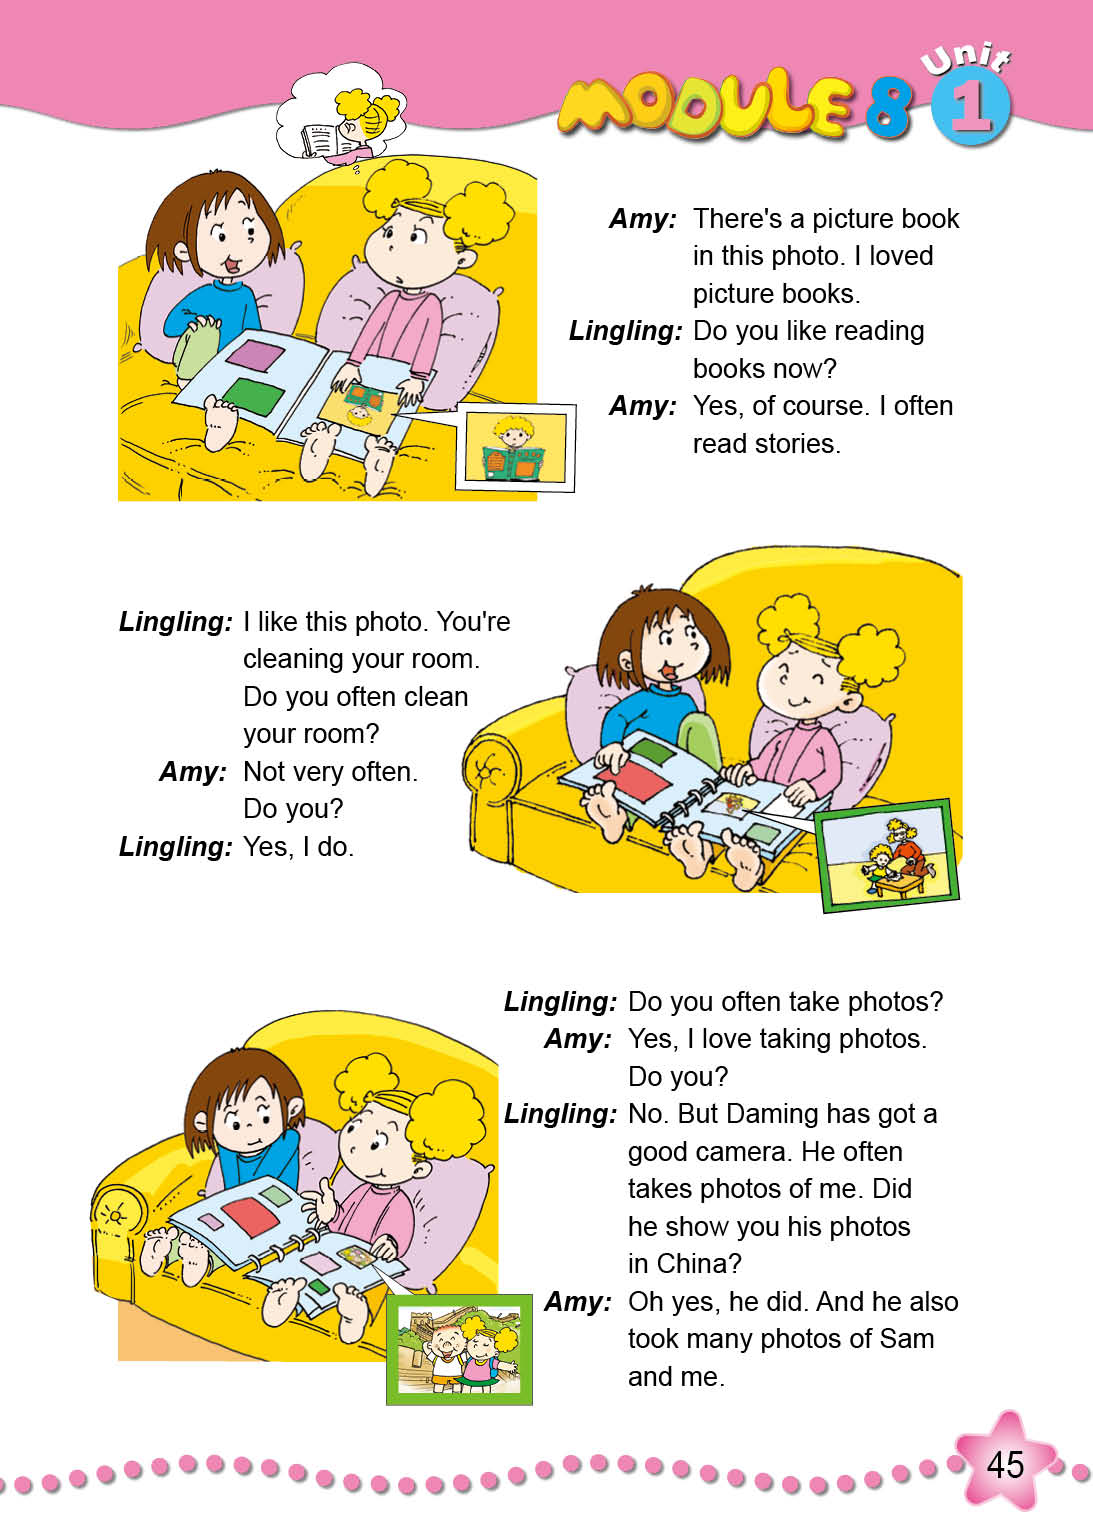 MODULE 8 Unit 1
Amy: There's a picture book
in this photo. I loved
picture books.
Lingling: Do you like reading
books now?
Amy: Yes, of course. I often
read stories.
Lingling: I like this photo. You're
cleaning your room.
Do you often clean
your room?
Amy: Not very often.
Do you?
Lingling: Yes, I do.
Lingling: Do you often take photos?
Amy: Yes, I love taking photos.
Do you?
Lingling: No. But Daming has got a
good camera. He often
takes photos of me. Did
he show you his photos
in China?
Amy: Oh yes, he did. And he also
took many photos of Sam
and me.
45